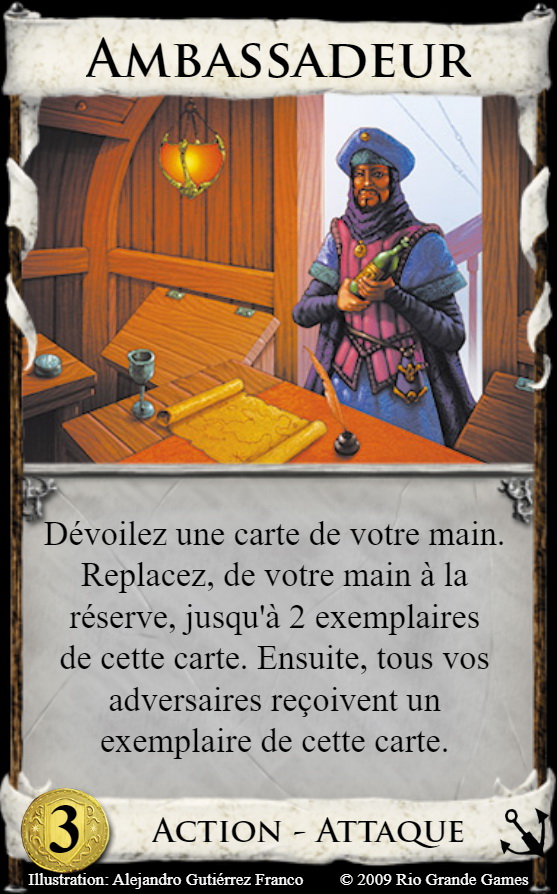 AMBASSADEUR
Dévoilez une carte de votre main.
Replacez, de votre main à la
réserve, jusqu'à 2 exemplaires
de cette carte. Ensuite, tous vos
adversaires reçoivent un
exemplaire de cette carte.
3
ACTION - ATTAQUE
Illustration: Alejandro Gutiérrez Franco © 2009 Rio Grande Games